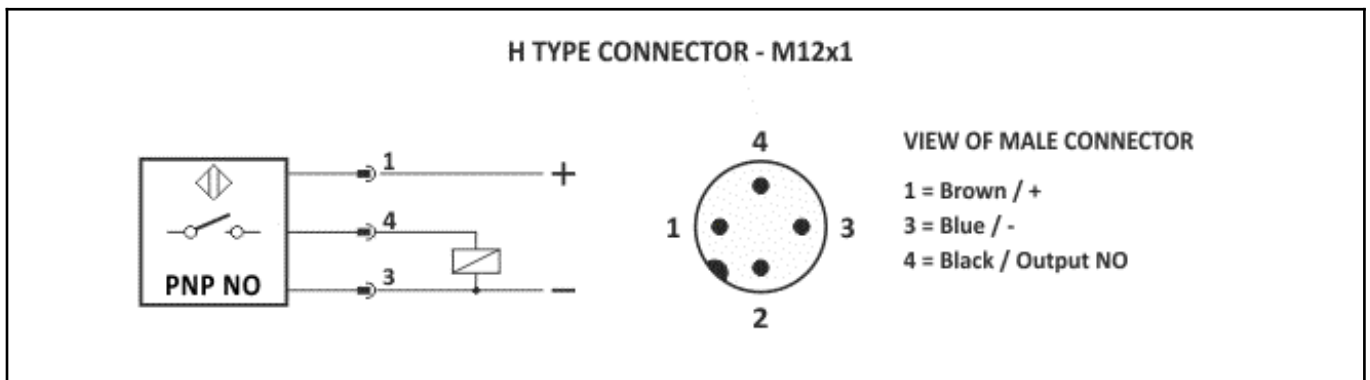 H TYPE CONNECTOR - M12x1
1
+
4
3
−
PNP NO
4
1
3
2
VIEW OF MALE CONNECTOR
1 = Brown / +
3 = Blue / -
4 = Black / Output NO